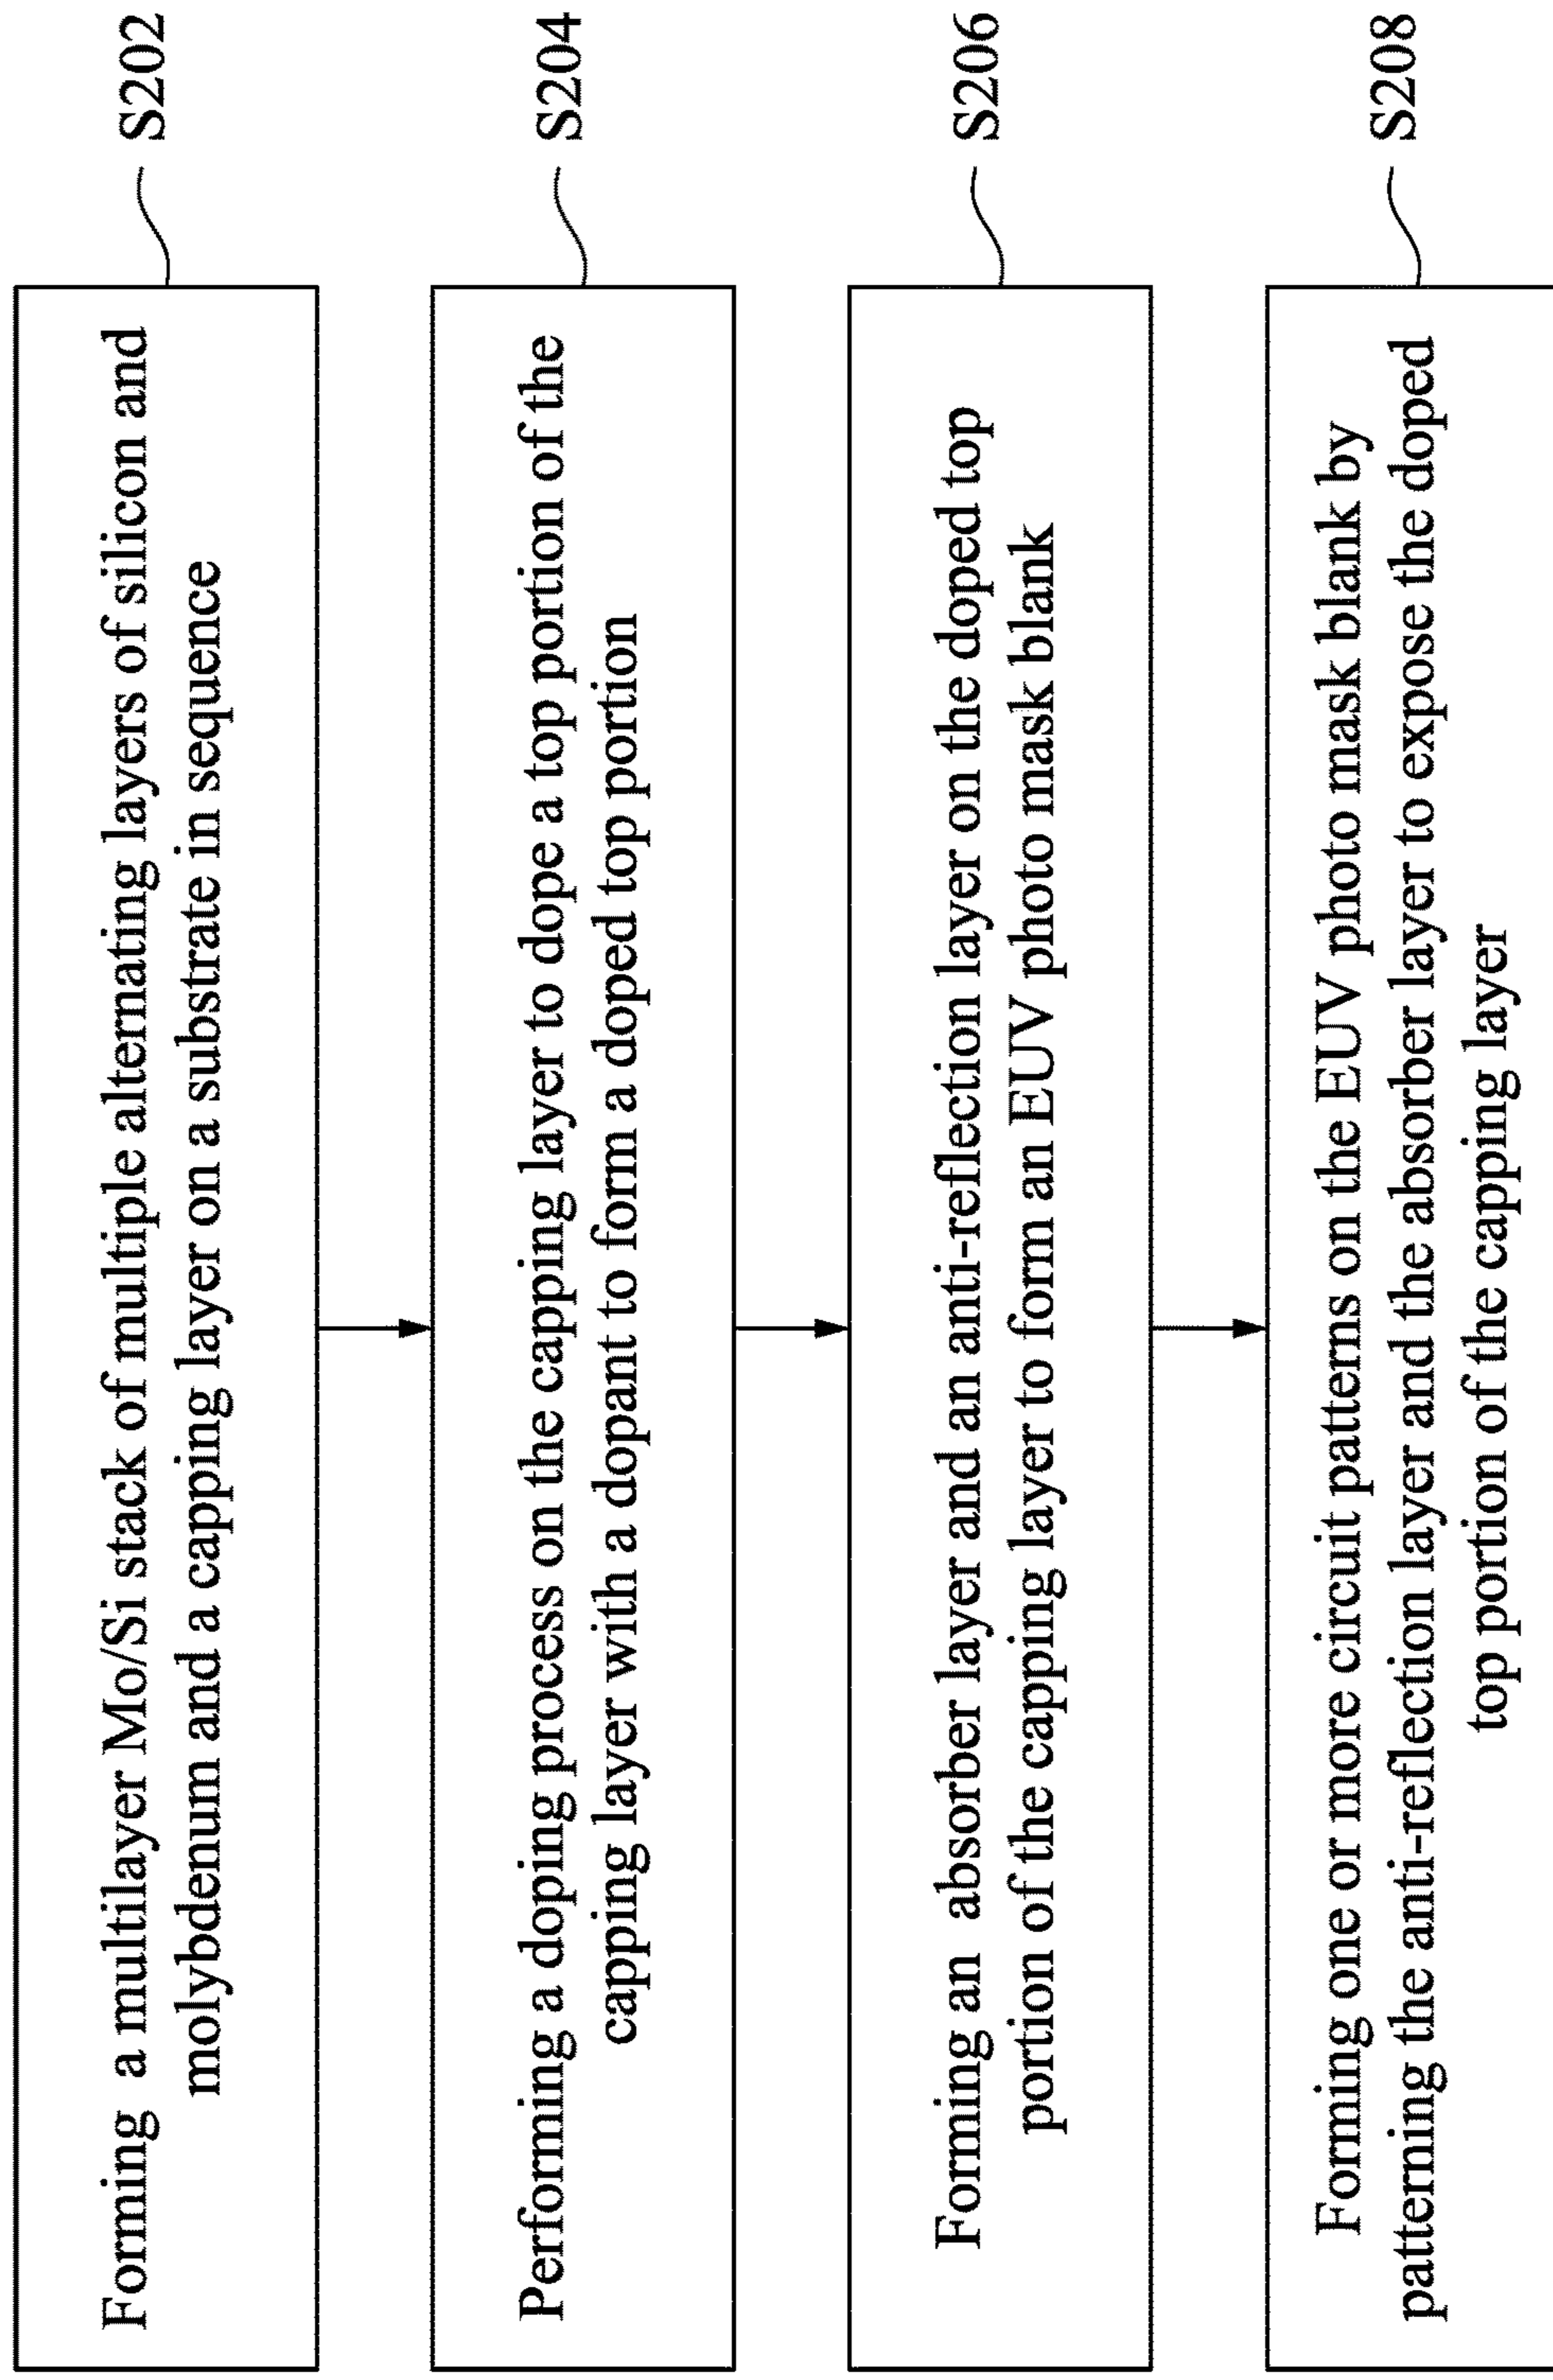 Forming a multilayer Mo/Si stack of multiple alternating layers of silicon and
molybdenum and a capping layer on a substrate in sequence
S202
Performing a doping process on the capping layer to dope a top portion of the
capping layer with a dopant to form a doped top portion
S204
Forming an absorber layer and an anti-reflection layer on the doped top
portion of the capping layer to form an EUV photo mask blank
S206
Forming one or more circuit patterns on the EUV photo mask blank by
patterning the anti-reflection layer and the absorber layer to expose the doped
top portion of the capping layer
S208